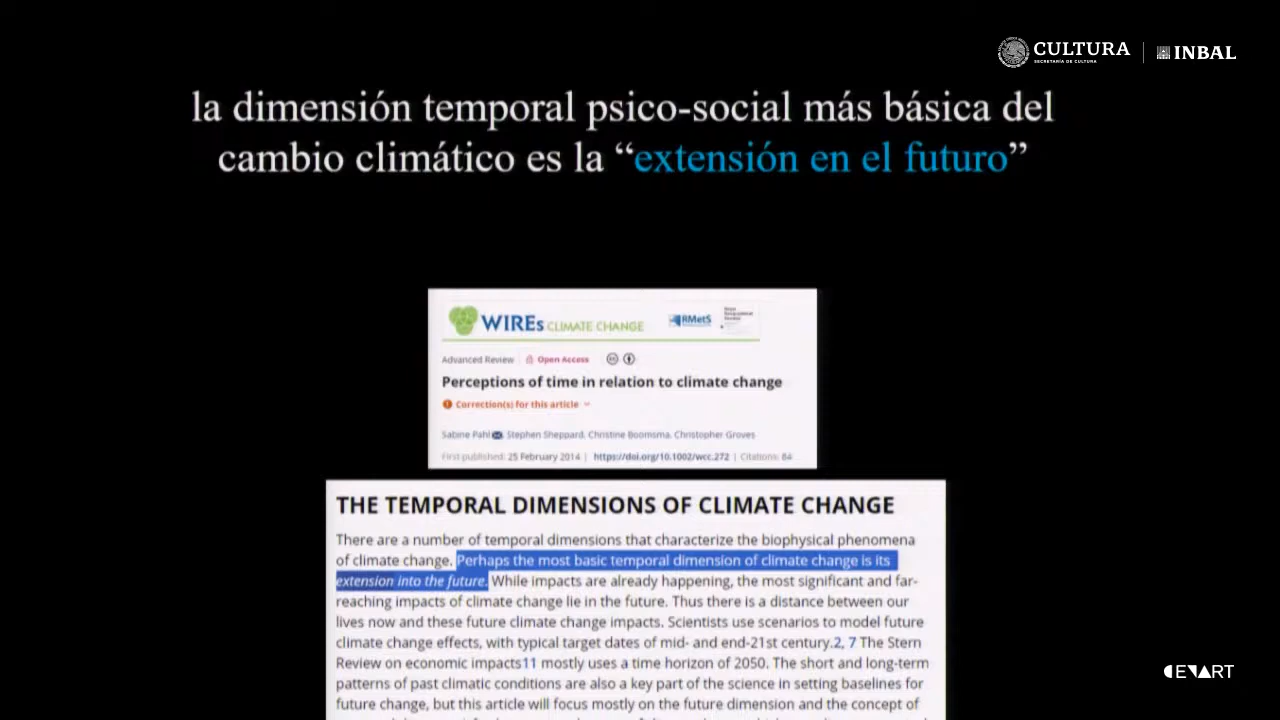 CULTURA
SECRETARÍA DE CULTURA
INBAL
la dimensión temporal psico-social más básica del
cambio climático es la “extensión en el futuro”
WIREs CLIMATE CHANGE
RMetS
Advanced Review Open Access
Perceptions of time in relation to climate change
Correction(s) for this article
Sabine Pahl, Stephen Sheppard, Christine Boomsma, Christopher Groves
First published: 25 February 2014 | https://doi.org/10.1002/wcc.272 | Citations: 84
THE TEMPORAL DIMENSIONS OF CLIMATE CHANGE
There are a number of temporal dimensions that characterize the biophysical phenomena
of climate change. Perhaps the most basic temporal dimension of climate change is its
extension into the future. While impacts are already happening, the most significant and far-
reaching impacts of climate change lie in the future. Thus there is a distance between our
lives now and these future climate change impacts. Scientists use scenarios to model future
climate change effects, with typical target dates of mid- and end-21st century.2, 7 The Stern
Review on economic impacts11 mostly uses a time horizon of 2050. The short and long-term
patterns of past climatic conditions are also a key part of the science in setting baselines for
future change, but this article will focus mostly on the future dimension and the concept of
CENART